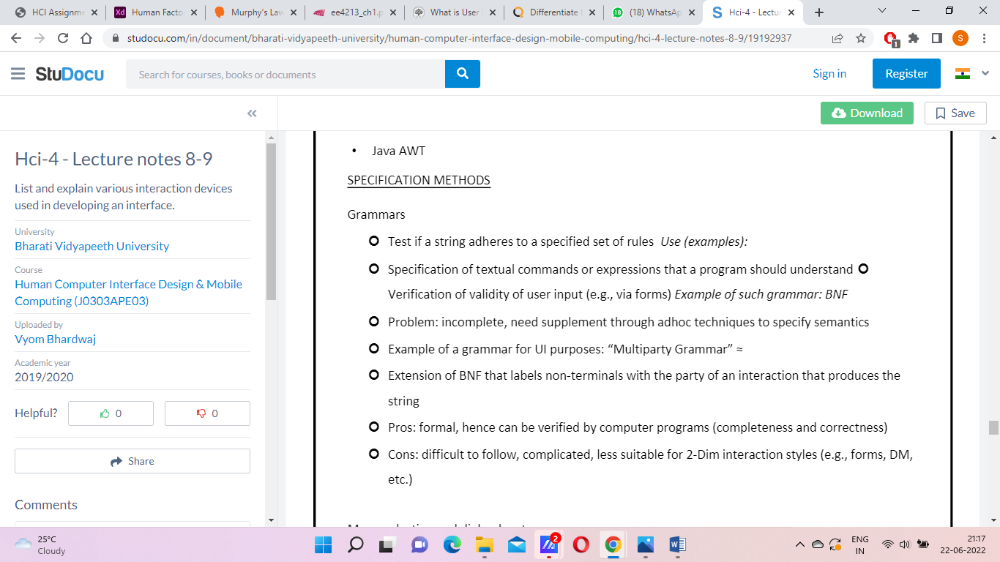 HCI Assignme
Human Facto
Murphy's Law
ee4213_ch1.p
What is User
Differentiate
(18) WhatsAp
Hci-4 - Lectur
studocu.com/in/document/bharati-vidyapeeth-university/human-computer-interface-design-mobile-computing/hci-4-lecture-notes-8-9/19192937
StuDocu
Search for courses, books or documents
Sign in
Register
Download
Save
Hci-4 - Lecture notes 8-9
List and explain various interaction devices
used in developing an interface.
University
Bharati Vidyapeeth University
Course
Human Computer Interface Design & Mobile
Computing (J0303APE03)
Uploaded by
Vyom Bhardwaj
Academic year
2019/2020
Helpful?
0
0
Share
Comments
• Java AWT
SPECIFICATION METHODS
Grammars
Test if a string adheres to a specified set of rules Use (examples):
Specification of textual commands or expressions that a program should understand
Verification of validity of user input (e.g., via forms) Example of such grammar: BNF
Problem: incomplete, need supplement through adhoc techniques to specify semantics
Example of a grammar for UI purposes: “Multiparty Grammar” ≈
Extension of BNF that labels non-terminals with the party of an interaction that produces the
string
Pros: formal, hence can be verified by computer programs (completeness and correctness)
Cons: difficult to follow, complicated, less suitable for 2-Dim interaction styles (e.g., forms, DM,
etc.)
25°C
Cloudy
2
ENG
IN
21:17
22-06-2022